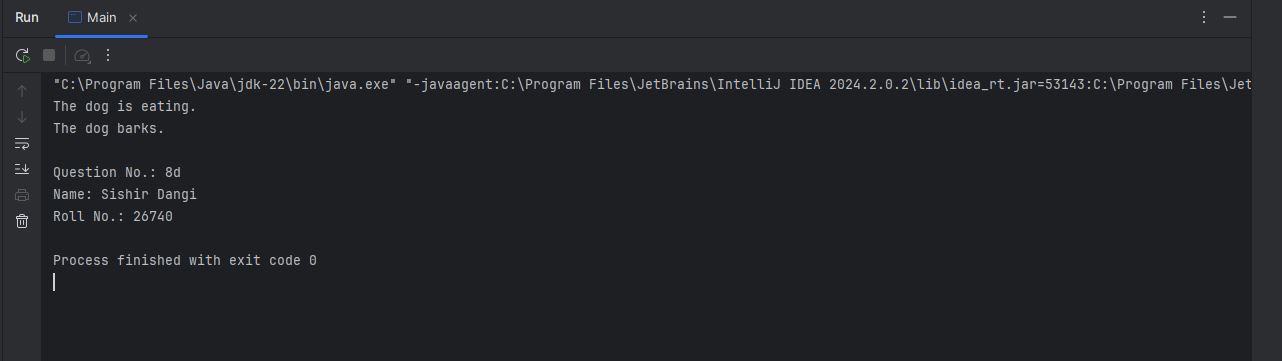 Run Main
"C:\Program Files\Java\jdk-22\bin\java.exe" "-javaagent:C:\Program Files\JetBrains\IntelliJ IDEA 2024.2.0.2\lib\idea_rt.jar=53143:C:\Program Files\Jet
The dog is eating.
The dog barks.
Question No.: 8d
Name: Sishir Dangi
Roll No.: 26740
Process finished with exit code 0